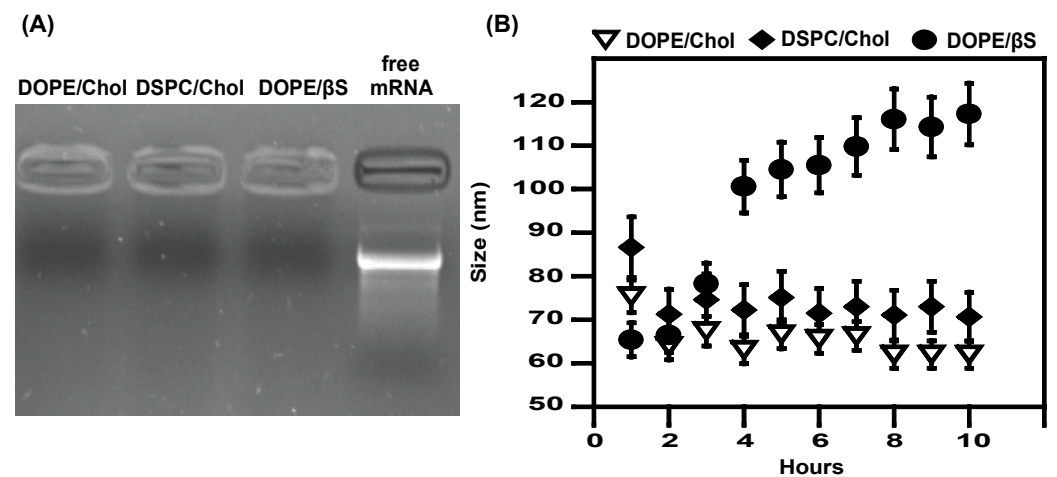 (A)
DOPE/Chol DSPC/Chol DOPE/βS free mRNA
(B)
DOPE/Chol DSPC/Chol DOPE/βS
Size (nm)
120
110
100
90
80
70
60
50
0 2 4 6 8 10
Hours